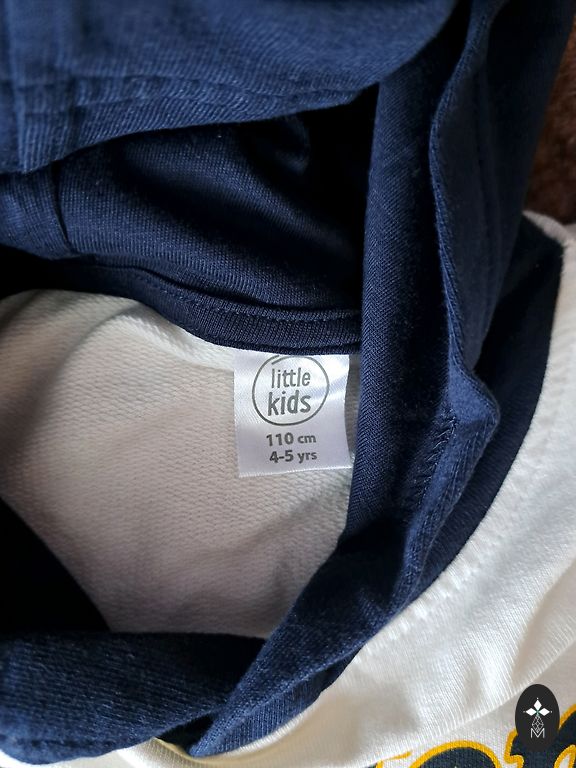 little
kids
110 cm
4-5 yrs